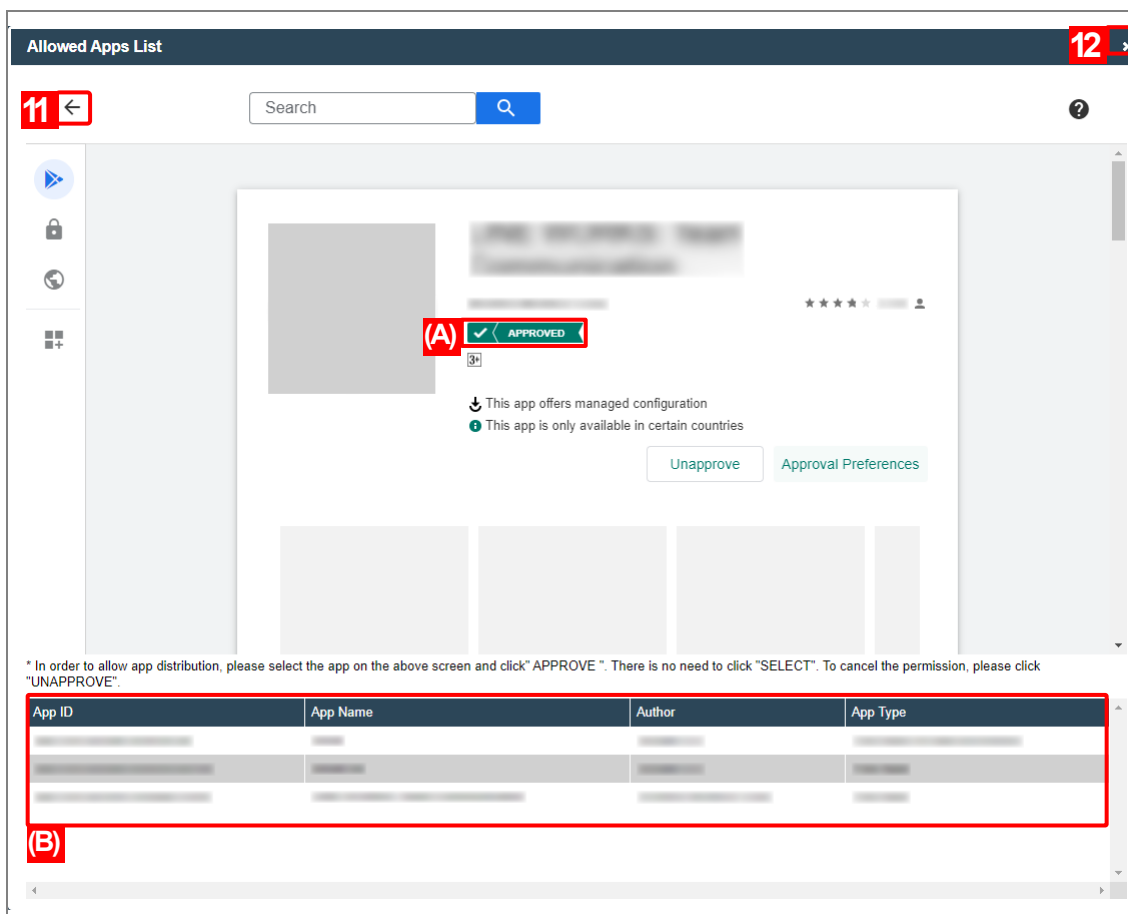 Allowed Apps List
12
11
Search
(A)
APPROVED
3+
This app offers managed configuration
This app is only available in certain countries
Unapprove Approval Preferences
* In order to allow app distribution, please select the app on the above screen and click" APPROVE ". There is no need to click "SELECT". To cancel the permission, please click
"UNAPPROVE".
App ID App Name Author App Type
(B)